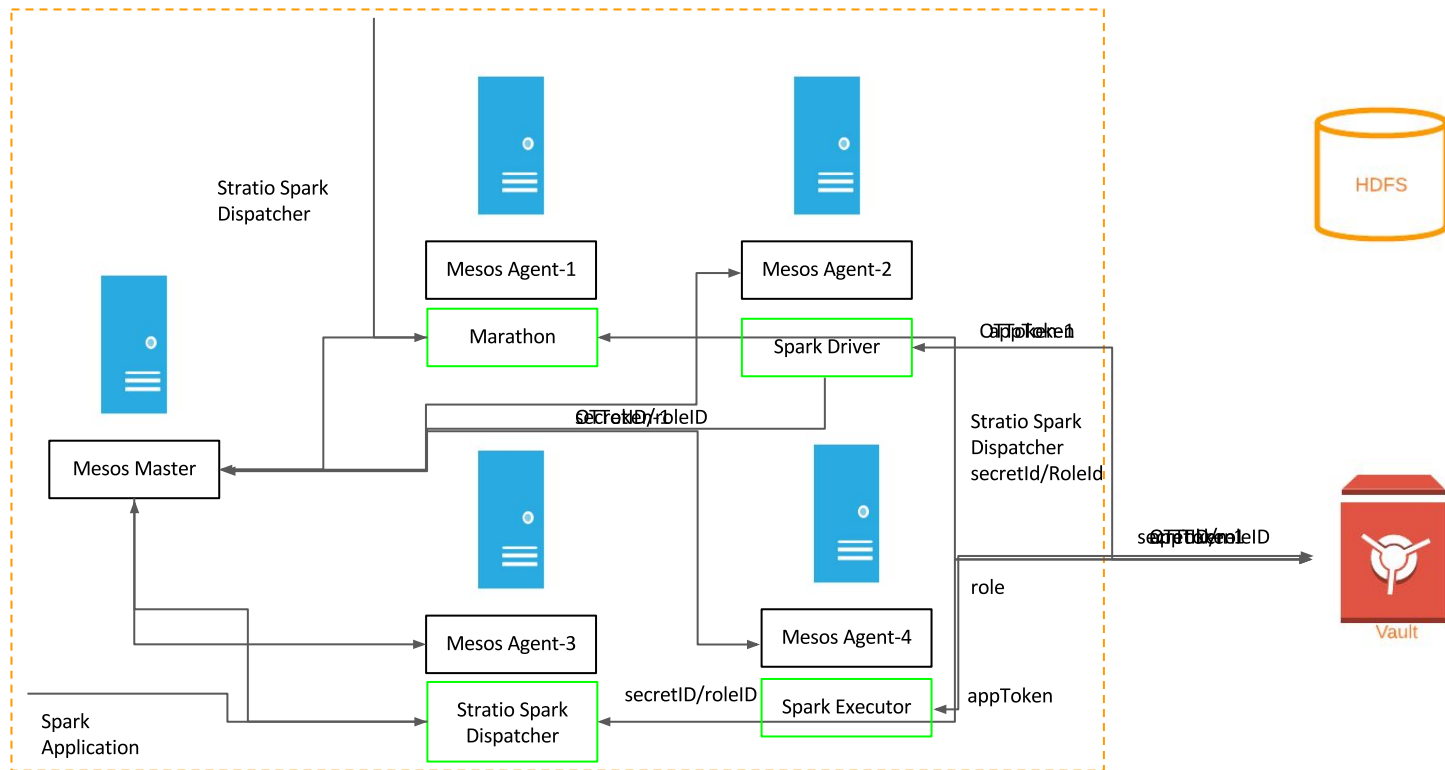 Stratio Spark
Dispatcher
HDFS
Mesos Agent-1
Mesos Agent-2
Marathon
Spark Driver
Stratio Spark
Dispatcher
secretId/RoleId
Mesos Master
role
Mesos Agent-3
Mesos Agent-4
Vault
secretID/roleID
Spark Executor
appToken
Stratio Spark
Dispatcher
Spark
Application